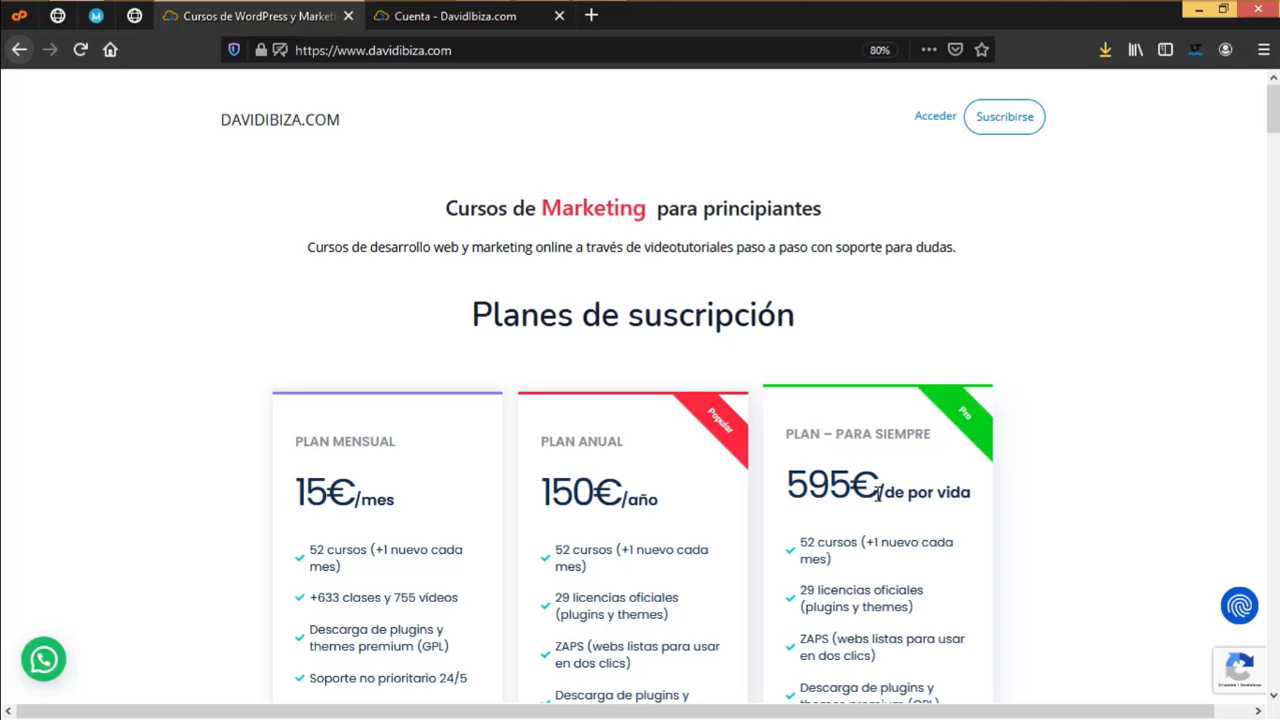 Cursos de WordPress y Marketi
Cuenta - DavidIbiza.com
https://www.davidibiza.com
80%
DAVIDIBIZA.COM
Acceder
Suscribirse
Cursos de Marketing para principiantes
Cursos de desarrollo web y marketing online a través de videotutoriales paso a paso con soporte para dudas.
Planes de suscripción
PLAN MENSUAL
15€/mes
52 cursos (+1 nuevo cada
mes)
+633 clases y 755 vídeos
Descarga de plugins y
themes premium (GPL)
Soporte no prioritario 24/5
Popular
PLAN ANUAL
150€/año
52 cursos (+1 nuevo cada
mes)
29 licencias oficiales
(plugins y themes)
ZAPS (webs listas para usar
en dos clics)
Descarga de plugins y
Pro
PLAN – PARA SIEMPRE
595€/de por vida
52 cursos (+1 nuevo cada
mes)
29 licencias oficiales
(plugins y themes)
ZAPS (webs listas para usar
en dos clics)
Descarga de plugins y
themes premium (GPL)